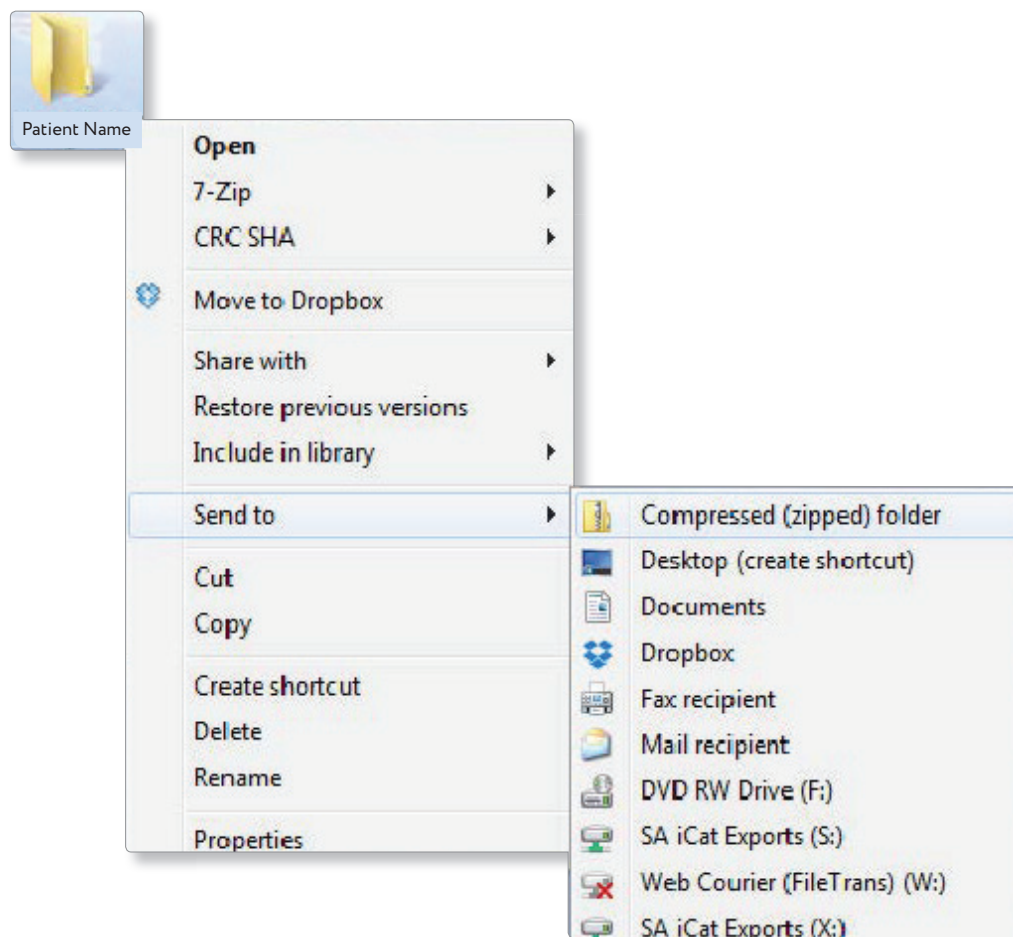 Patient Name
Open
7-Zip
CRC SHA
Move to Dropbox
Share with
Restore previous versions
Include in library
Send to
Cut
Copy
Create shortcut
Delete
Rename
Properties
Compressed (zipped) folder
Desktop (create shortcut)
Documents
Dropbox
Fax recipient
Mail recipient
DVD RW Drive (F:)
SA iCat Exports (S:)
Web Courier (FileTrans) (W:)
SA iCat Exports (X:)